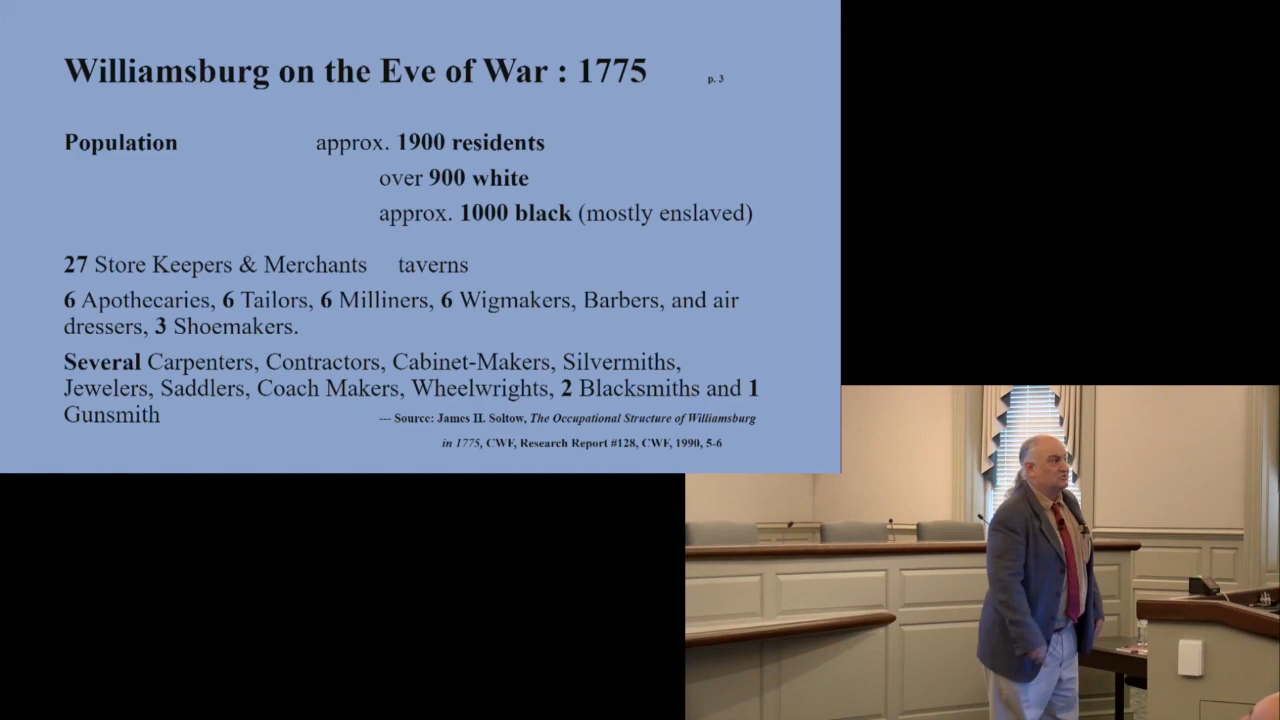 Williamsburg on the Eve of War : 1775 p. 3
Population approx. 1900 residents
over 900 white
approx. 1000 black (mostly enslaved)
27 Store Keepers & Merchants taverns
6 Apothecaries, 6 Tailors, 6 Milliners, 6 Wigmakers, Barbers, and air
dressers, 3 Shoemakers.
Several Carpenters, Contractors, Cabinet-Makers, Silvermiths,
Jewelers, Saddlers, Coach Makers, Wheelwrights, 2 Blacksmiths and 1
Gunsmith
— Source: James H. Soltow, The Occupational Structure of Williamsburg
in 1775, CWF, Research Report #128, CWF, 1990, 5-6